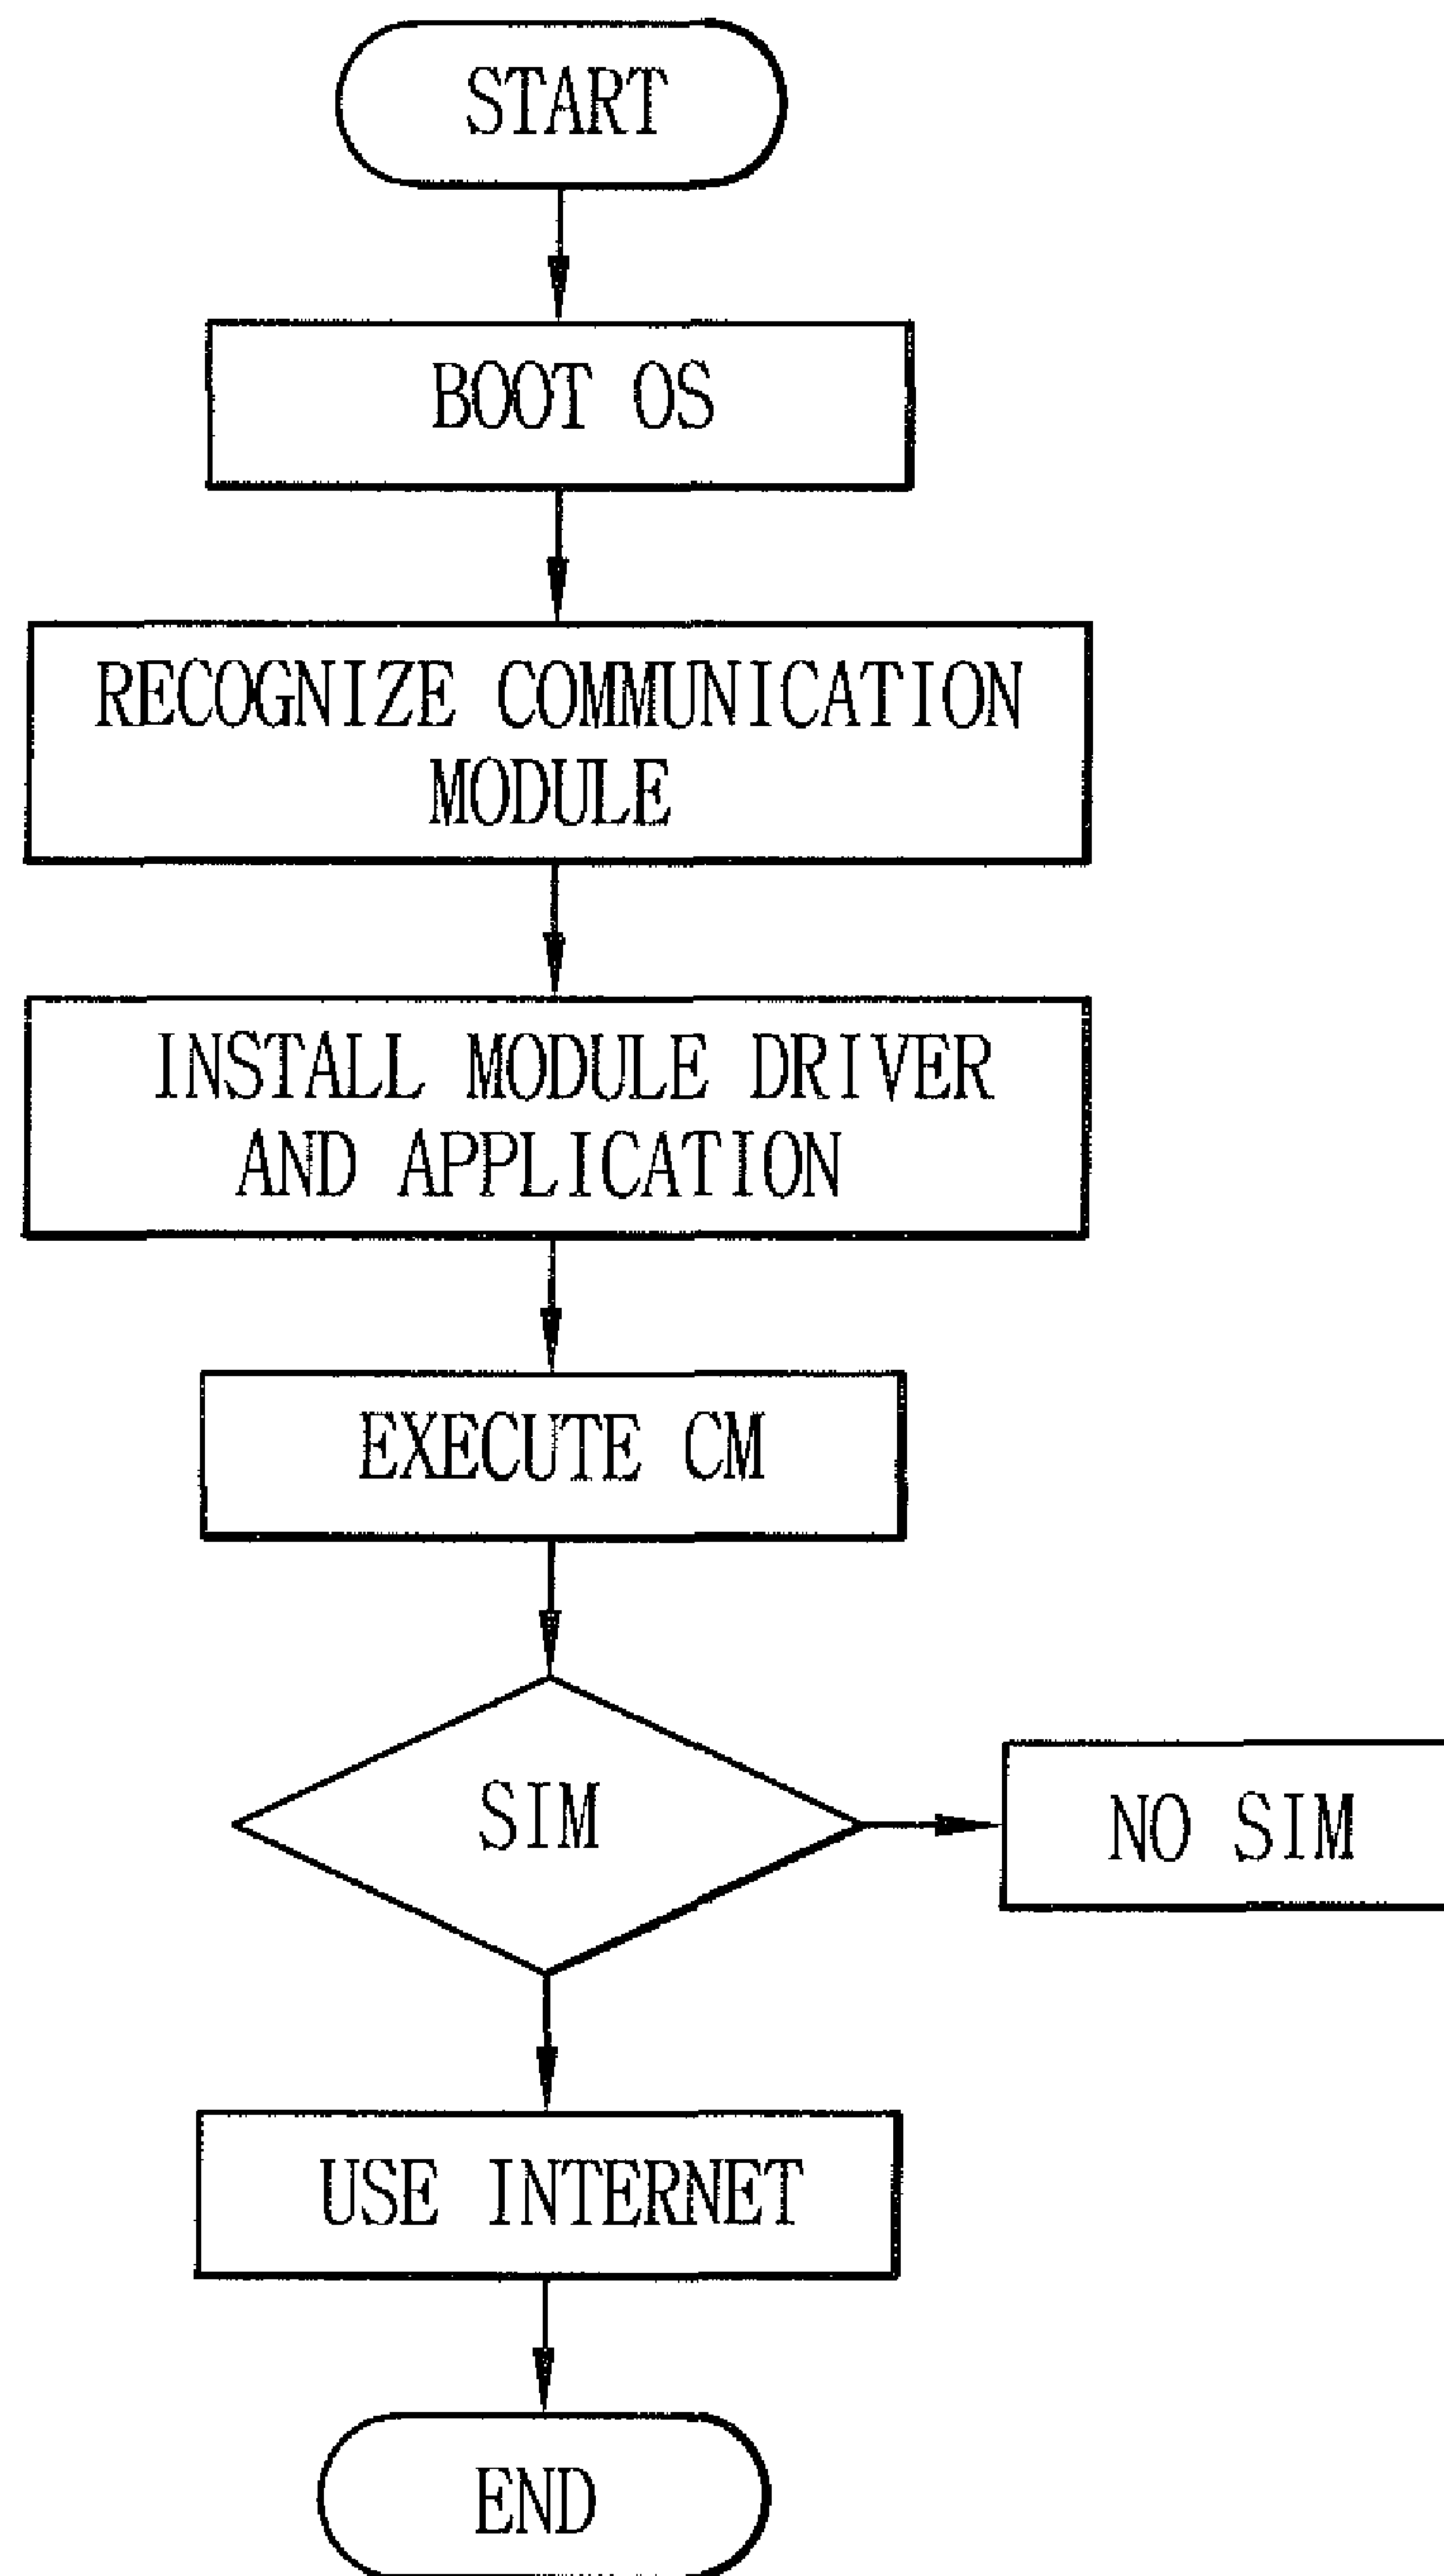 START
BOOT OS
RECOGNIZE COMMUNICATION
MODULE
INSTALL MODULE DRIVER
AND APPLICATION
EXECUTE CM
SIM
NO SIM
USE INTERNET
END